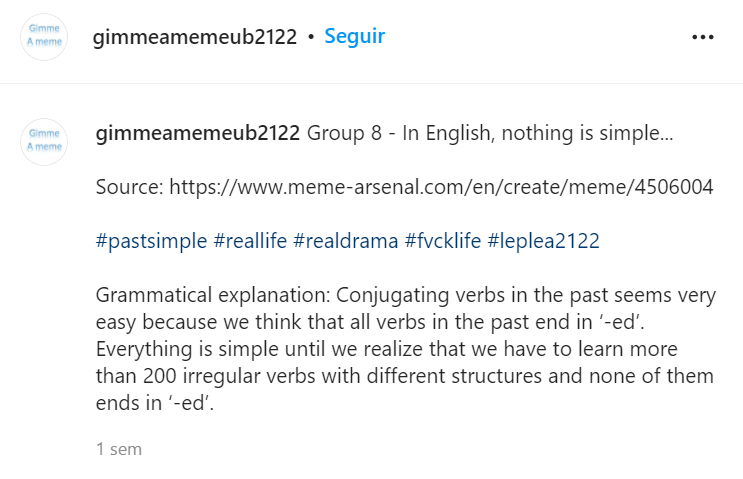 Gimme
A meme
gimmeamemeub2122 • Seguir
Gimme
A meme
gimmeamemeub2122 Group 8 - In English, nothing is simple...
Source: https://www.meme-arsenal.com/en/create/meme/4506004
#pastsimple #reallife #realdrama #fvcklife #leplea2122
Grammatical explanation: Conjugating verbs in the past seems very
easy because we think that all verbs in the past end in ‘-ed’.
Everything is simple until we realize that we have to learn more
than 200 irregular verbs with different structures and none of them
ends in ‘-ed’.
1 sem